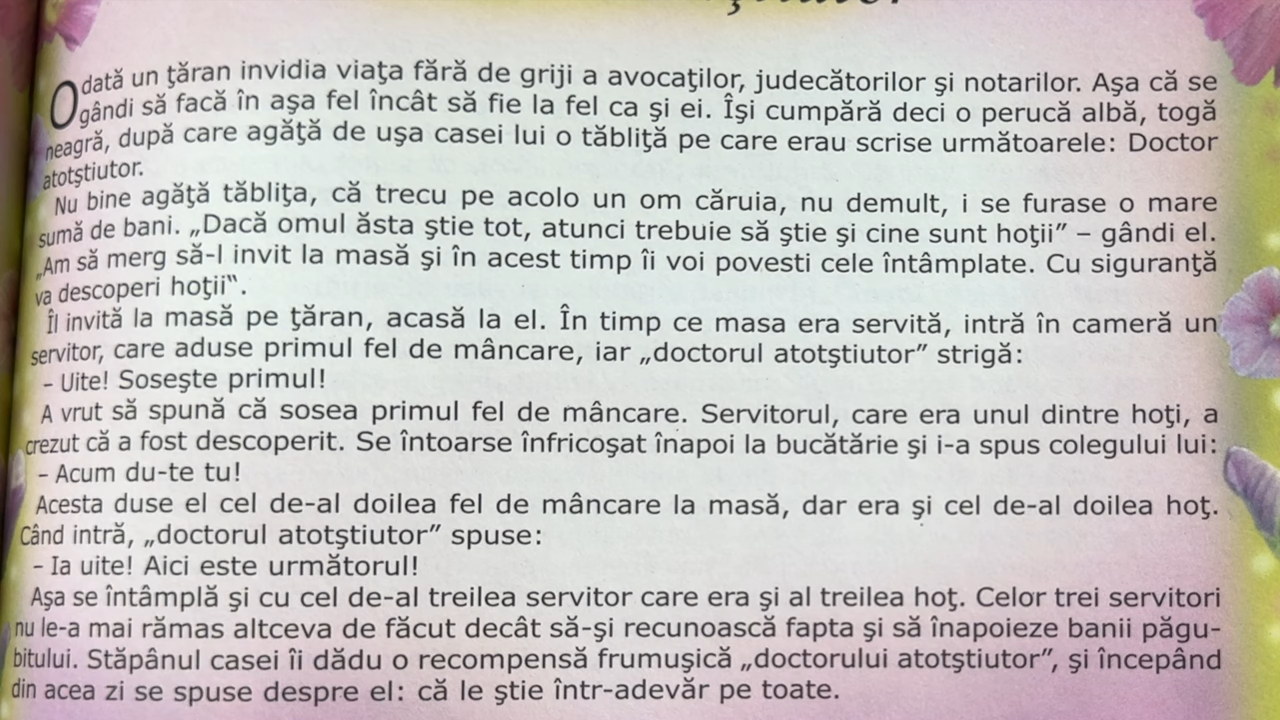 Odată un ţăran invidia viaţa fără de griji a avocaţilor, judecătorilor şi notarilor. Aşa că se
gândi să facă în aşa fel încât să fie la fel ca şi ei. Îşi cumpără deci o perucă albă, togă
neagră, după care agăţă de uşa casei lui o tăbliţă pe care erau scrise următoarele: Doctor
atotştiutor.
Nu bine agăţă tăbliţa, că trecu pe acolo un om căruia, nu demult, i se furase o mare
sumă de bani. „Dacă omul ăsta ştie tot, atunci trebuie să ştie şi cine sunt hoţii” – gândi el.
„Am să merg să-l invit la masă şi în acest timp îi voi povesti cele întâmplate. Cu siguranţă
va descoperi hoţii‟.
Îl invită la masă pe ţăran, acasă la el. În timp ce masa era servită, intră în cameră un
servitor, care aduse primul fel de mâncare, iar „doctorul atotştiutor” strigă:
– Uite! Soseşte primul!
A vrut să spună că sosea primul fel de mâncare. Servitorul, care era unul dintre hoţi, a
crezut că a fost descoperit. Se întoarse înfricoşat înapoi la bucătărie şi i-a spus colegului lui:
– Acum du-te tu!
Acesta duse el cel de-al doilea fel de mâncare la masă, dar era şi cel de-al doilea hoţ.
Când intră, „doctorul atotştiutor” spuse:
– Ia uite! Aici este următorul!
Aşa se întâmplă şi cu cel de-al treilea servitor care era şi al treilea hoţ. Celor trei servitori
nu le-a mai rămas altceva de făcut decât să-şi recunoască fapta şi să înapoieze banii păgu-
bitului. Stăpânul casei îi dădu o recompensă frumuşică „doctorului atotştiutor”, şi începând
din acea zi se spuse despre el: că le ştie într-adevăr pe toate.